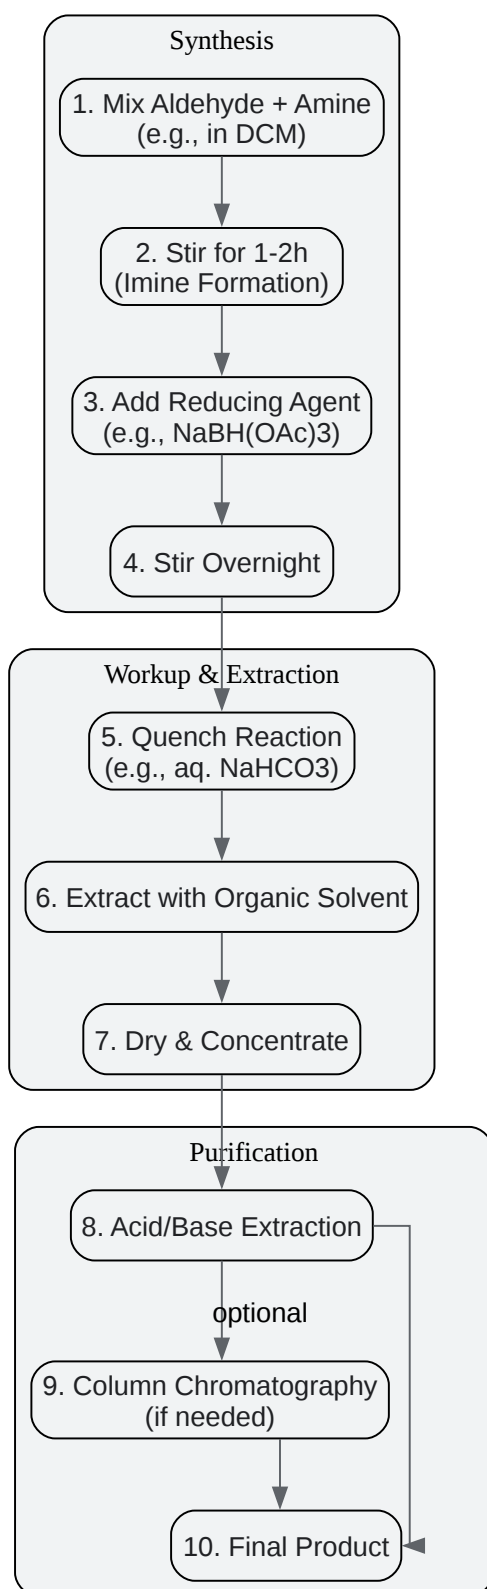 Synthesis
1. Mix Aldehyde + Amine
(e.g., in DCM)
2. Stir for 1-2h
(Imine Formation)
3. Add Reducing Agent
(e.g., NaBH(OAc)3)
4. Stir Overnight
Workup & Extraction
5. Quench Reaction
(e.g., aq. NaHCO3)
6. Extract with Organic Solvent
7. Dry & Concentrate
Purification
8. Acid/Base Extraction
optional
9. Column Chromatography
(if needed)
10. Final Product